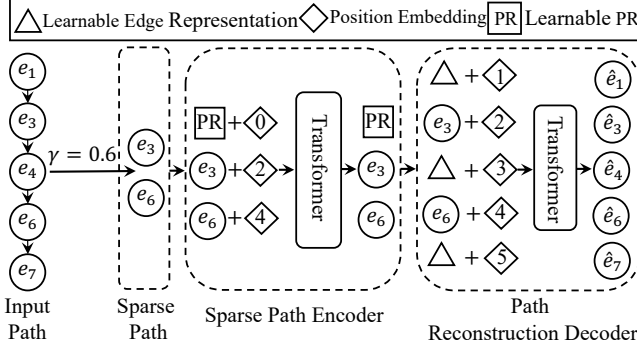 Learnable Edge Representation Position Embedding PR Learnable PR
e1
e3
e4
e6
e7
γ = 0.6
e3
e6
PR + 0
e3 + 2
e6 + 4
Transformer
PR
e3
e6
+ 1
e3 + 2
+ 3
e6 + 4
+ 5
Transformer
ê1
ê3
ê4
ê6
ê7
Input
Path
Sparse
Path
Sparse Path Encoder
Path
Reconstruction Decoder